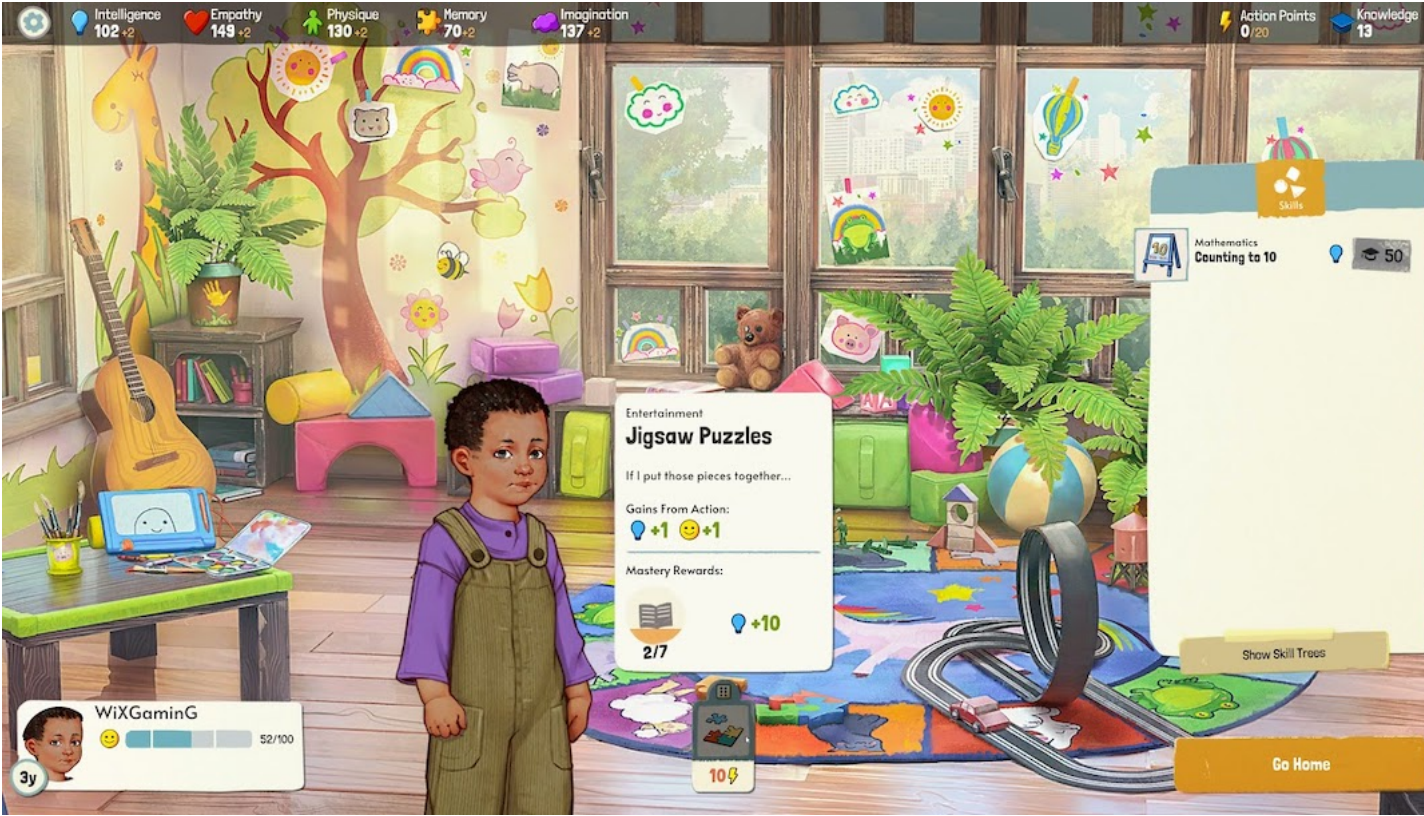 Intelligence
102 +2
Empathy
149 +2
Physique
130 +2
Memory
70 +2
Imagination
137 +2
Action Points
0/20
Knowledge
13
Skills
Mathematics
Counting to 10
50
10
Entertainment
Jigsaw Puzzles
If I put those pieces together...
Gains From Action:
+1 +1
Mastery Rewards:
+10
2/7
AA
Show Skill Trees
WiXGaminG
52/100
3y
10
Go Home